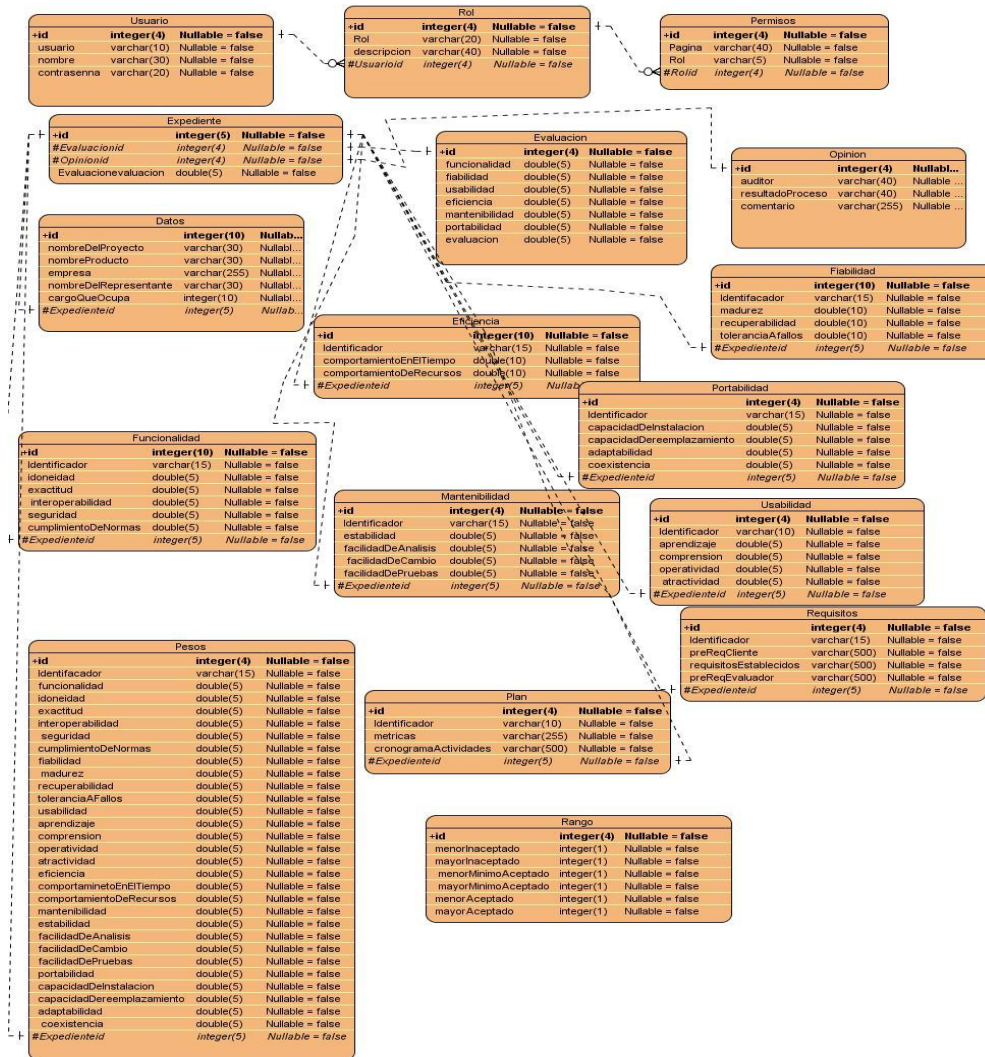 Usuario
+id integer(4) Nullable = false
usuario varchar(10) Nullable = false
nombre varchar(30) Nullable = false
contrasenna varchar(20) Nullable = false
Rol
+id integer(4) Nullable = false
Rol varchar(20) Nullable = false
descripcion varchar(40) Nullable = false
#Usuarioid integer(4) Nullable = false
Permisos
Pagina varchar(40) Nullable = false
Rol varchar(5) Nullable = false
#Rolid integer(4) Nullable = false
Expediente
+id integer(5) Nullable = false
#Evaluacionid integer(4) Nullable = false
#Opinionid integer(4) Nullable = false
Evaluacionevaluacion double(5) Nullable = false
Evaluacion
+id integer(4) Nullable = false
funcionalidad double(5) Nullable = false
fiabilidad double(5) Nullable = false
usabilidad double(5) Nullable = false
eficiencia double(5) Nullable = false
mantenibilidad double(5) Nullable = false
portabilidad double(5) Nullable = false
evaluacion double(5) Nullable = false
Opinion
+id integer(4) Nullabl...
auditor varchar(40) Nullable ...
resultadoProceso varchar(40) Nullable ...
comentario varchar(255) Nullable ...
Datos
+id integer(10) Nullab...
nombreDelProyecto varchar(30) Nullabl...
nombreProducto varchar(30) Nullabl...
empresa varchar(255) Nullabl...
nombreDelRepresentante varchar(30) Nullabl...
cargoQueOcupa integer(10) Nullabl...
#Expedienteid integer(5) Nullab...
Fiabilidad
+id integer(10) Nullable = false
Identifacador varchar(15) Nullable = false
madurez double(10) Nullable = false
recuperabilidad double(10) Nullable = false
toleranciaAfallos double(10) Nullable = false
#Expedienteid integer(5) Nullable = false
Eficiencia
+id integer(10) Nullable = false
Identificador varchar(15) Nullable = false
comportamientoEnElTiempo double(10) Nullable = false
comportamientoDeRecursos double(10) Nullable = false
#Expedienteid integer(5)
Portabilidad
+id integer(4) Nullable = false
Identificador varchar(15) Nullable = false
capacidadDeInstalacion double(5) Nullable = false
capacidadDereemplazamiento double(5) Nullable = false
adaptabilidad double(5) Nullable = false
coexistencia double(5) Nullable = false
#Expedienteid integer(5) Nullable = false
Funcionalidad
+id integer(10) Nullable = false
Identificador varchar(15) Nullable = false
idoneidad double(5) Nullable = false
exactitud double(5) Nullable = false
interoperabilidad double(5) Nullable = false
seguridad double(5) Nullable = false
cumplimientoDeNormas double(5) Nullable = false
#Expedienteid integer(5) Nullable = false
Mantenibilidad
+id integer(4) Nullable = false
Identificador varchar(15) Nullable = false
estabilidad double(5) Nullable = false
facilidadDeAnalisis double(5) Nullable = false
facilidadDeCambio double(5) Nullable = false
facilidadDePruebas double(5) Nullable = false
#Expedienteid integer(5) Nullable = false
Usabilidad
+id integer(4) Nullable = false
Identificador varchar(10) Nullable = false
aprendizaje double(5) Nullable = false
comprension double(5) Nullable = false
operatividad double(5) Nullable = false
atractividad double(5) Nullable = false
#Expedienteid integer(5) Nullable = false
Requisitos
+id integer(4) Nullable = false
Identificador varchar(15) Nullable = false
preReqCliente varchar(500) Nullable = false
requisitosEstablecidos varchar(500) Nullable = false
preReqEvaluador varchar(500) Nullable = false
#Expedienteid integer(5) Nullable = false
Pesos
+id integer(4) Nullable = false
Identifacador varchar(15) Nullable = false
funcionalidad double(5) Nullable = false
idoneidad double(5) Nullable = false
exactitud double(5) Nullable = false
interoperabilidad double(5) Nullable = false
seguridad double(5) Nullable = false
cumplimientoDeNormas double(5) Nullable = false
fiabilidad double(5) Nullable = false
madurez double(5) Nullable = false
recuperabilidad double(5) Nullable = false
toleranciaAFallos double(5) Nullable = false
usabilidad double(5) Nullable = false
aprendizaje double(5) Nullable = false
comprension double(5) Nullable = false
operatividad double(5) Nullable = false
atractividad double(5) Nullable = false
eficiencia double(5) Nullable = false
comportaminetoEnElTiempo double(5) Nullable = false
comportamientoDeRecursos double(5) Nullable = false
mantenibilidad double(5) Nullable = false
estabilidad double(5) Nullable = false
facilidadDeAnalisis double(5) Nullable = false
facilidadDeCambio double(5) Nullable = false
facilidadDePruebas double(5) Nullable = false
portabilidad double(5) Nullable = false
capacidadDeInstalacion double(5) Nullable = false
capacidadDereemplazamiento double(5) Nullable = false
adaptabilidad double(5) Nullable = false
coexistencia double(5) Nullable = false
#Expedienteid integer(5) Nullable = false
Plan
+id integer(4) Nullable = false
Identificador varchar(10) Nullable = false
metricas varchar(255) Nullable = false
cronogramaActividades varchar(500) Nullable = false
#Expedienteid integer(5) Nullable = false
Rango
+id integer(4) Nullable = false
menorInaceptado integer(1) Nullable = false
mayorInaceptado integer(1) Nullable = false
menorMinimoAceptado integer(1) Nullable = false
mayorMinimoAceptado integer(1) Nullable = false
menorAceptado integer(1) Nullable = false
mayorAceptado integer(1) Nullable = false